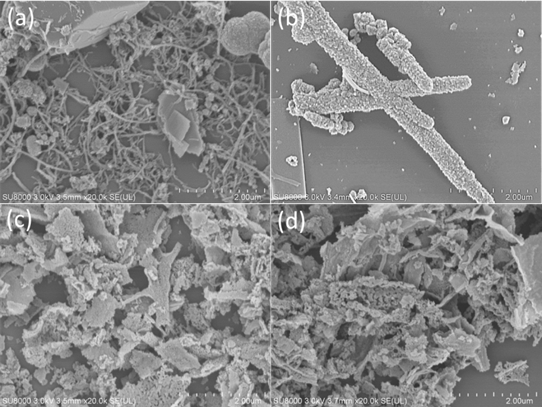 (a)
SU8000 3.0kV 3.5mm x20.0k SE(UL) 2.00um
(b)
SU8000 3.0kV 3.4mm x20.0k SE(UL) 2.00um
(c)
SU8000 3.0kV 3.5mm x20.0k SE(UL) 2.00um
(d)
SU8000 3.0kV 3.7mm x20.0k SE(UL) 2.00um